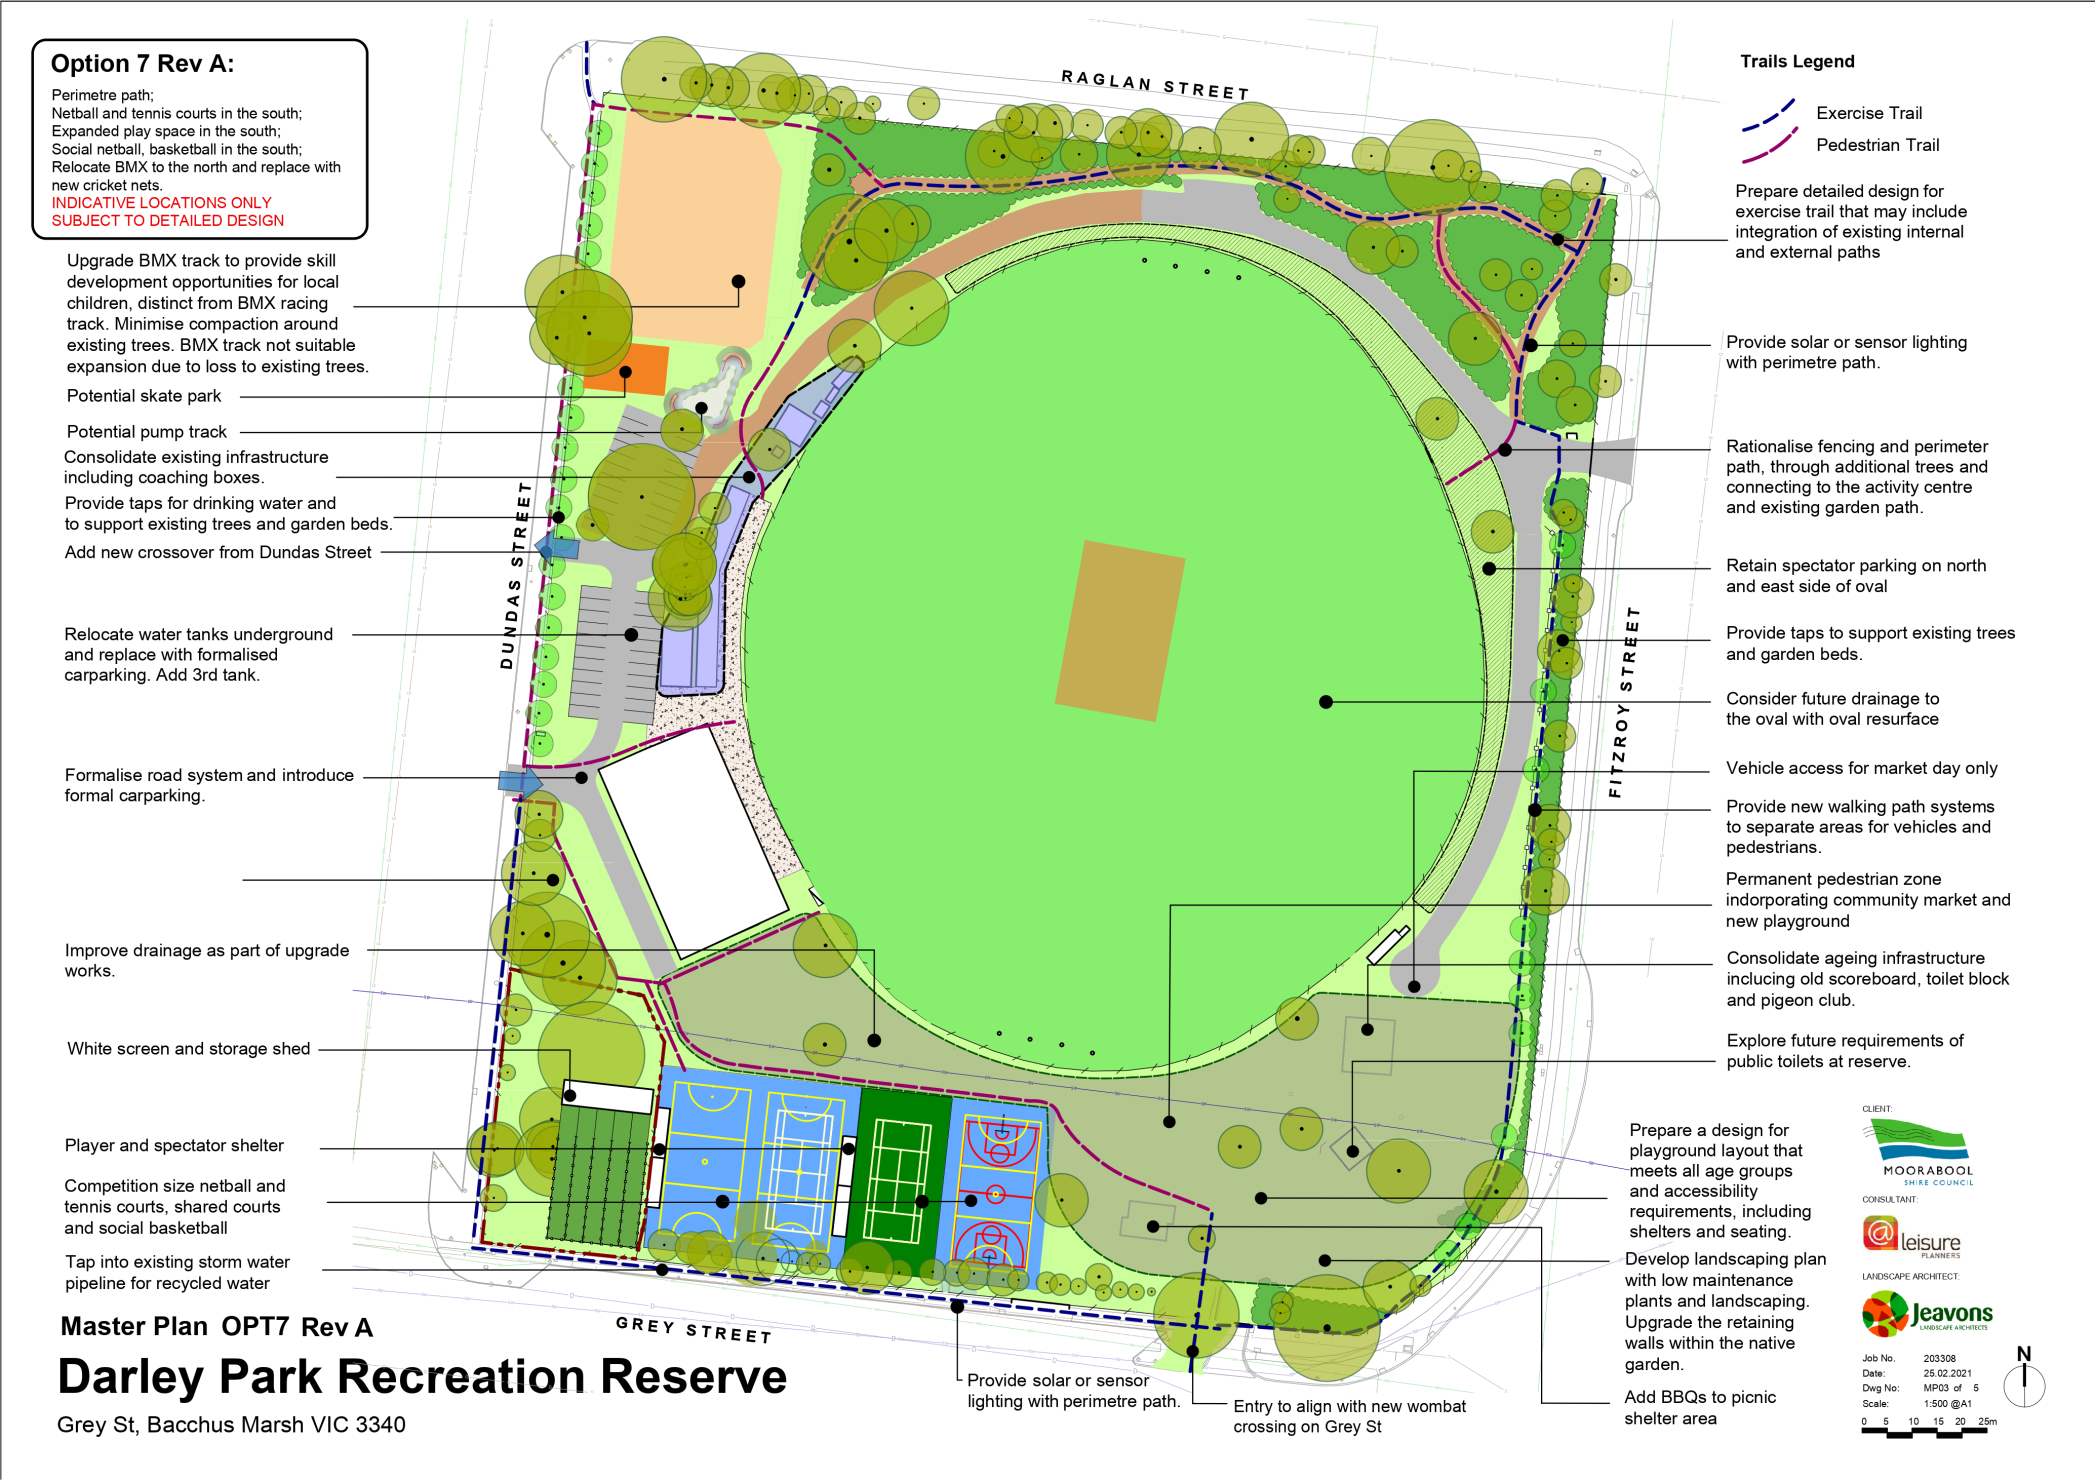 Option 7 Rev A:
Perimetre path;
Netball and tennis courts in the south;
Expanded play space in the south;
Social netball, basketball in the south;
Relocate BMX to the north and replace with
new cricket nets.
INDICATIVE LOCATIONS ONLY
SUBJECT TO DETAILED DESIGN
Upgrade BMX track to provide skill
development opportunities for local
children, distinct from BMX racing
track. Minimise compaction around
existing trees. BMX track not suitable
expansion due to loss to existing trees.
Potential skate park
Potential pump track
Consolidate existing infrastructure
including coaching boxes.
Provide taps for drinking water and
to support existing trees and garden beds.
Add new crossover from Dundas Street
Relocate water tanks underground
and replace with formalised
carparking. Add 3rd tank.
Formalise road system and introduce
formal carparking.
Improve drainage as part of upgrade
works.
White screen and storage shed
Player and spectator shelter
Competition size netball and
tennis courts, shared courts
and social basketball
Tap into existing storm water
pipeline for recycled water
Master Plan OPT7 Rev A
Darley Park Recreation Reserve
Grey St, Bacchus Marsh VIC 3340
RAGLAN STREET
DUNDAS STREET
FITZROY STREET
GREY STREET
Provide solar or sensor
lighting with perimetre path.
Entry to align with new wombat
crossing on Grey St
Trails Legend
Exercise Trail
Pedestrian Trail
Prepare detailed design for
exercise trail that may include
integration of existing internal
and external paths
Provide solar or sensor lighting
with perimetre path.
Rationalise fencing and perimeter
path, through additional trees and
connecting to the activity centre
and existing garden path.
Retain spectator parking on north
and east side of oval
Provide taps to support existing trees
and garden beds.
Consider future drainage to
the oval with oval resurface
Vehicle access for market day only
Provide new walking path systems
to separate areas for vehicles and
pedestrians.
Permanent pedestrian zone
indorporating community market and
new playground
Consolidate ageing infrastructure
inclucing old scoreboard, toilet block
and pigeon club.
Explore future requirements of
public toilets at reserve.
Prepare a design for
playground layout that
meets all age groups
and accessibility
requirements, including
shelters and seating.
Develop landscaping plan
with low maintenance
plants and landscaping.
Upgrade the retaining
walls within the native
garden.
Add BBQs to picnic
shelter area
CLIENT:
MOORABOOL
SHIRE COUNCIL
CONSULTANT:
@leisure
PLANNERS
LANDSCAPE ARCHITECT:
Jeavons
LANDSCAPE ARCHITECTS
Job No. 203308
Date: 25.02.2021
Dwg No: MP03 of 5
Scale: 1:500 @A1
0 5 10 15 20 25m
N